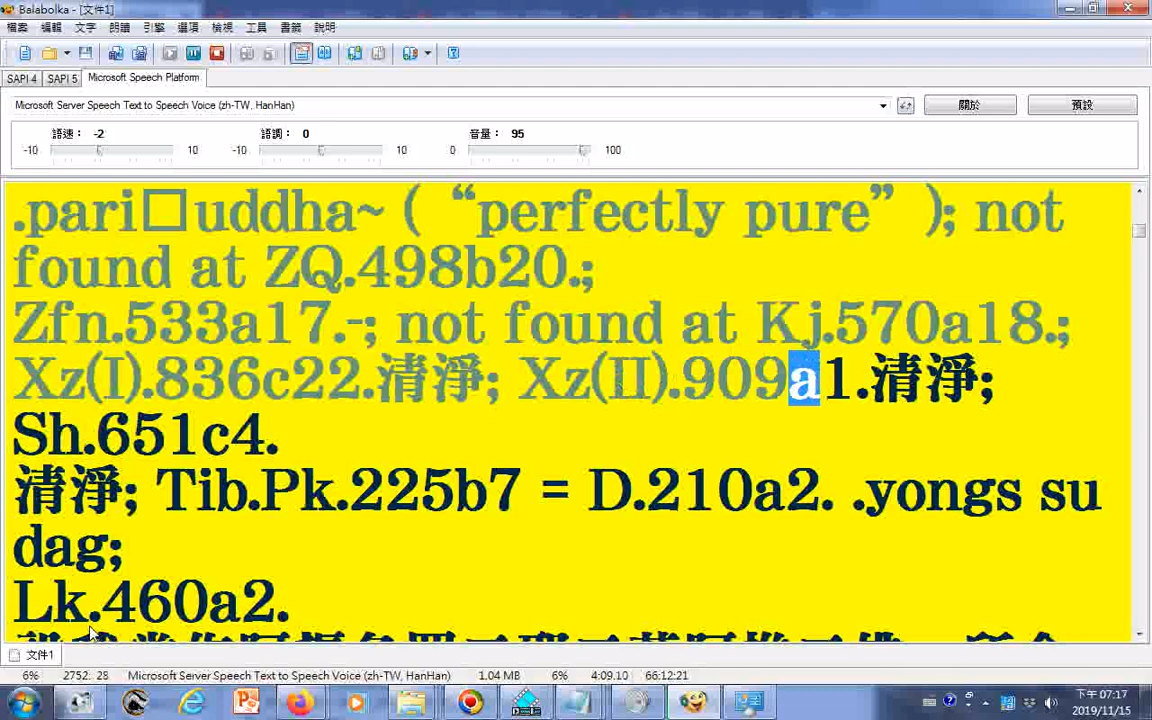 Balabolka - [文件1]
檔案 編輯 文字 朗讀 引擎 選項 檢視 工具 書籤 說明
SAPI 4 SAPI 5 Microsoft Speech Platform
Microsoft Server Speech Text to Speech Voice (zh-TW, HanHan) 關於 預設
語速： -2 語調： 0 音量： 95
-10 10 -10 10 0 100
.pari□uddha~ (“perfectly pure”); not
found at ZQ.498b20.;
Zfn.533a17.-; not found at Kj.570a18.;
Xz(I).836c22.清淨; Xz(II).909a1.清淨;
Sh.651c4.
清淨; Tib.Pk.225b7 = D.210a2. .yongs su
dag;
Lk.460a2.
文件1
6% 2752: 28 Microsoft Server Speech Text to Speech Voice (zh-TW, HanHan) 1.04 MB 6% 4:09.10 66:12:21
下午 07:17
2019/11/15